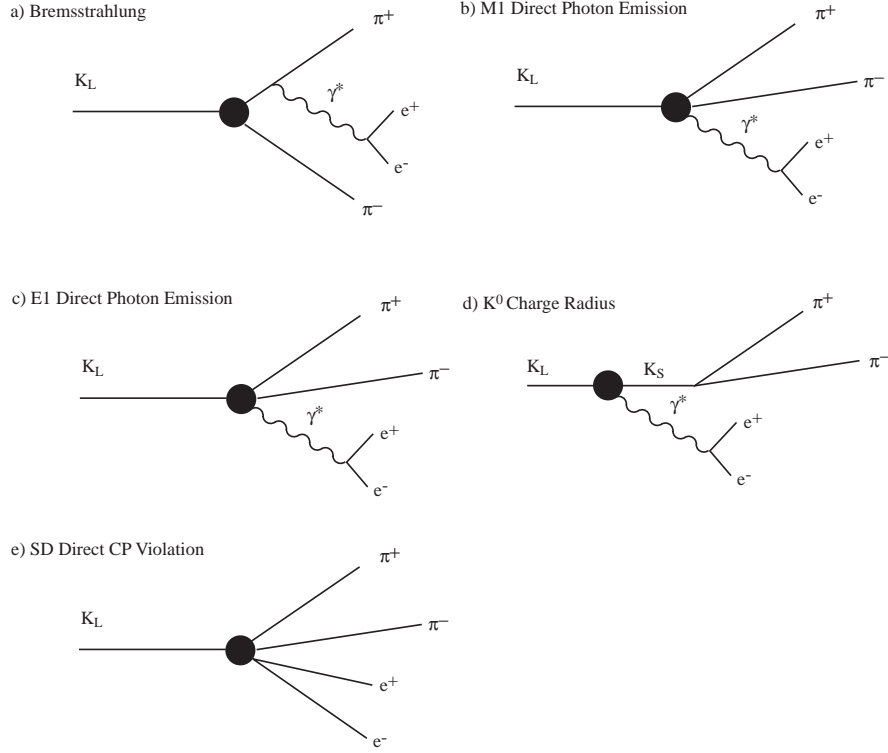 a) Bremsstrahlung
K_L
π⁺
γ*
e⁺
e⁻
π⁻
b) M1 Direct Photon Emission
K_L
π⁺
π⁻
γ*
e⁺
e⁻
c) E1 Direct Photon Emission
K_L
π⁺
π⁻
γ*
e⁺
e⁻
d) K⁰ Charge Radius
K_L
K_S
π⁺
π⁻
γ*
e⁺
e⁻
e) SD Direct CP Violation
K_L
π⁺
π⁻
e⁺
e⁻